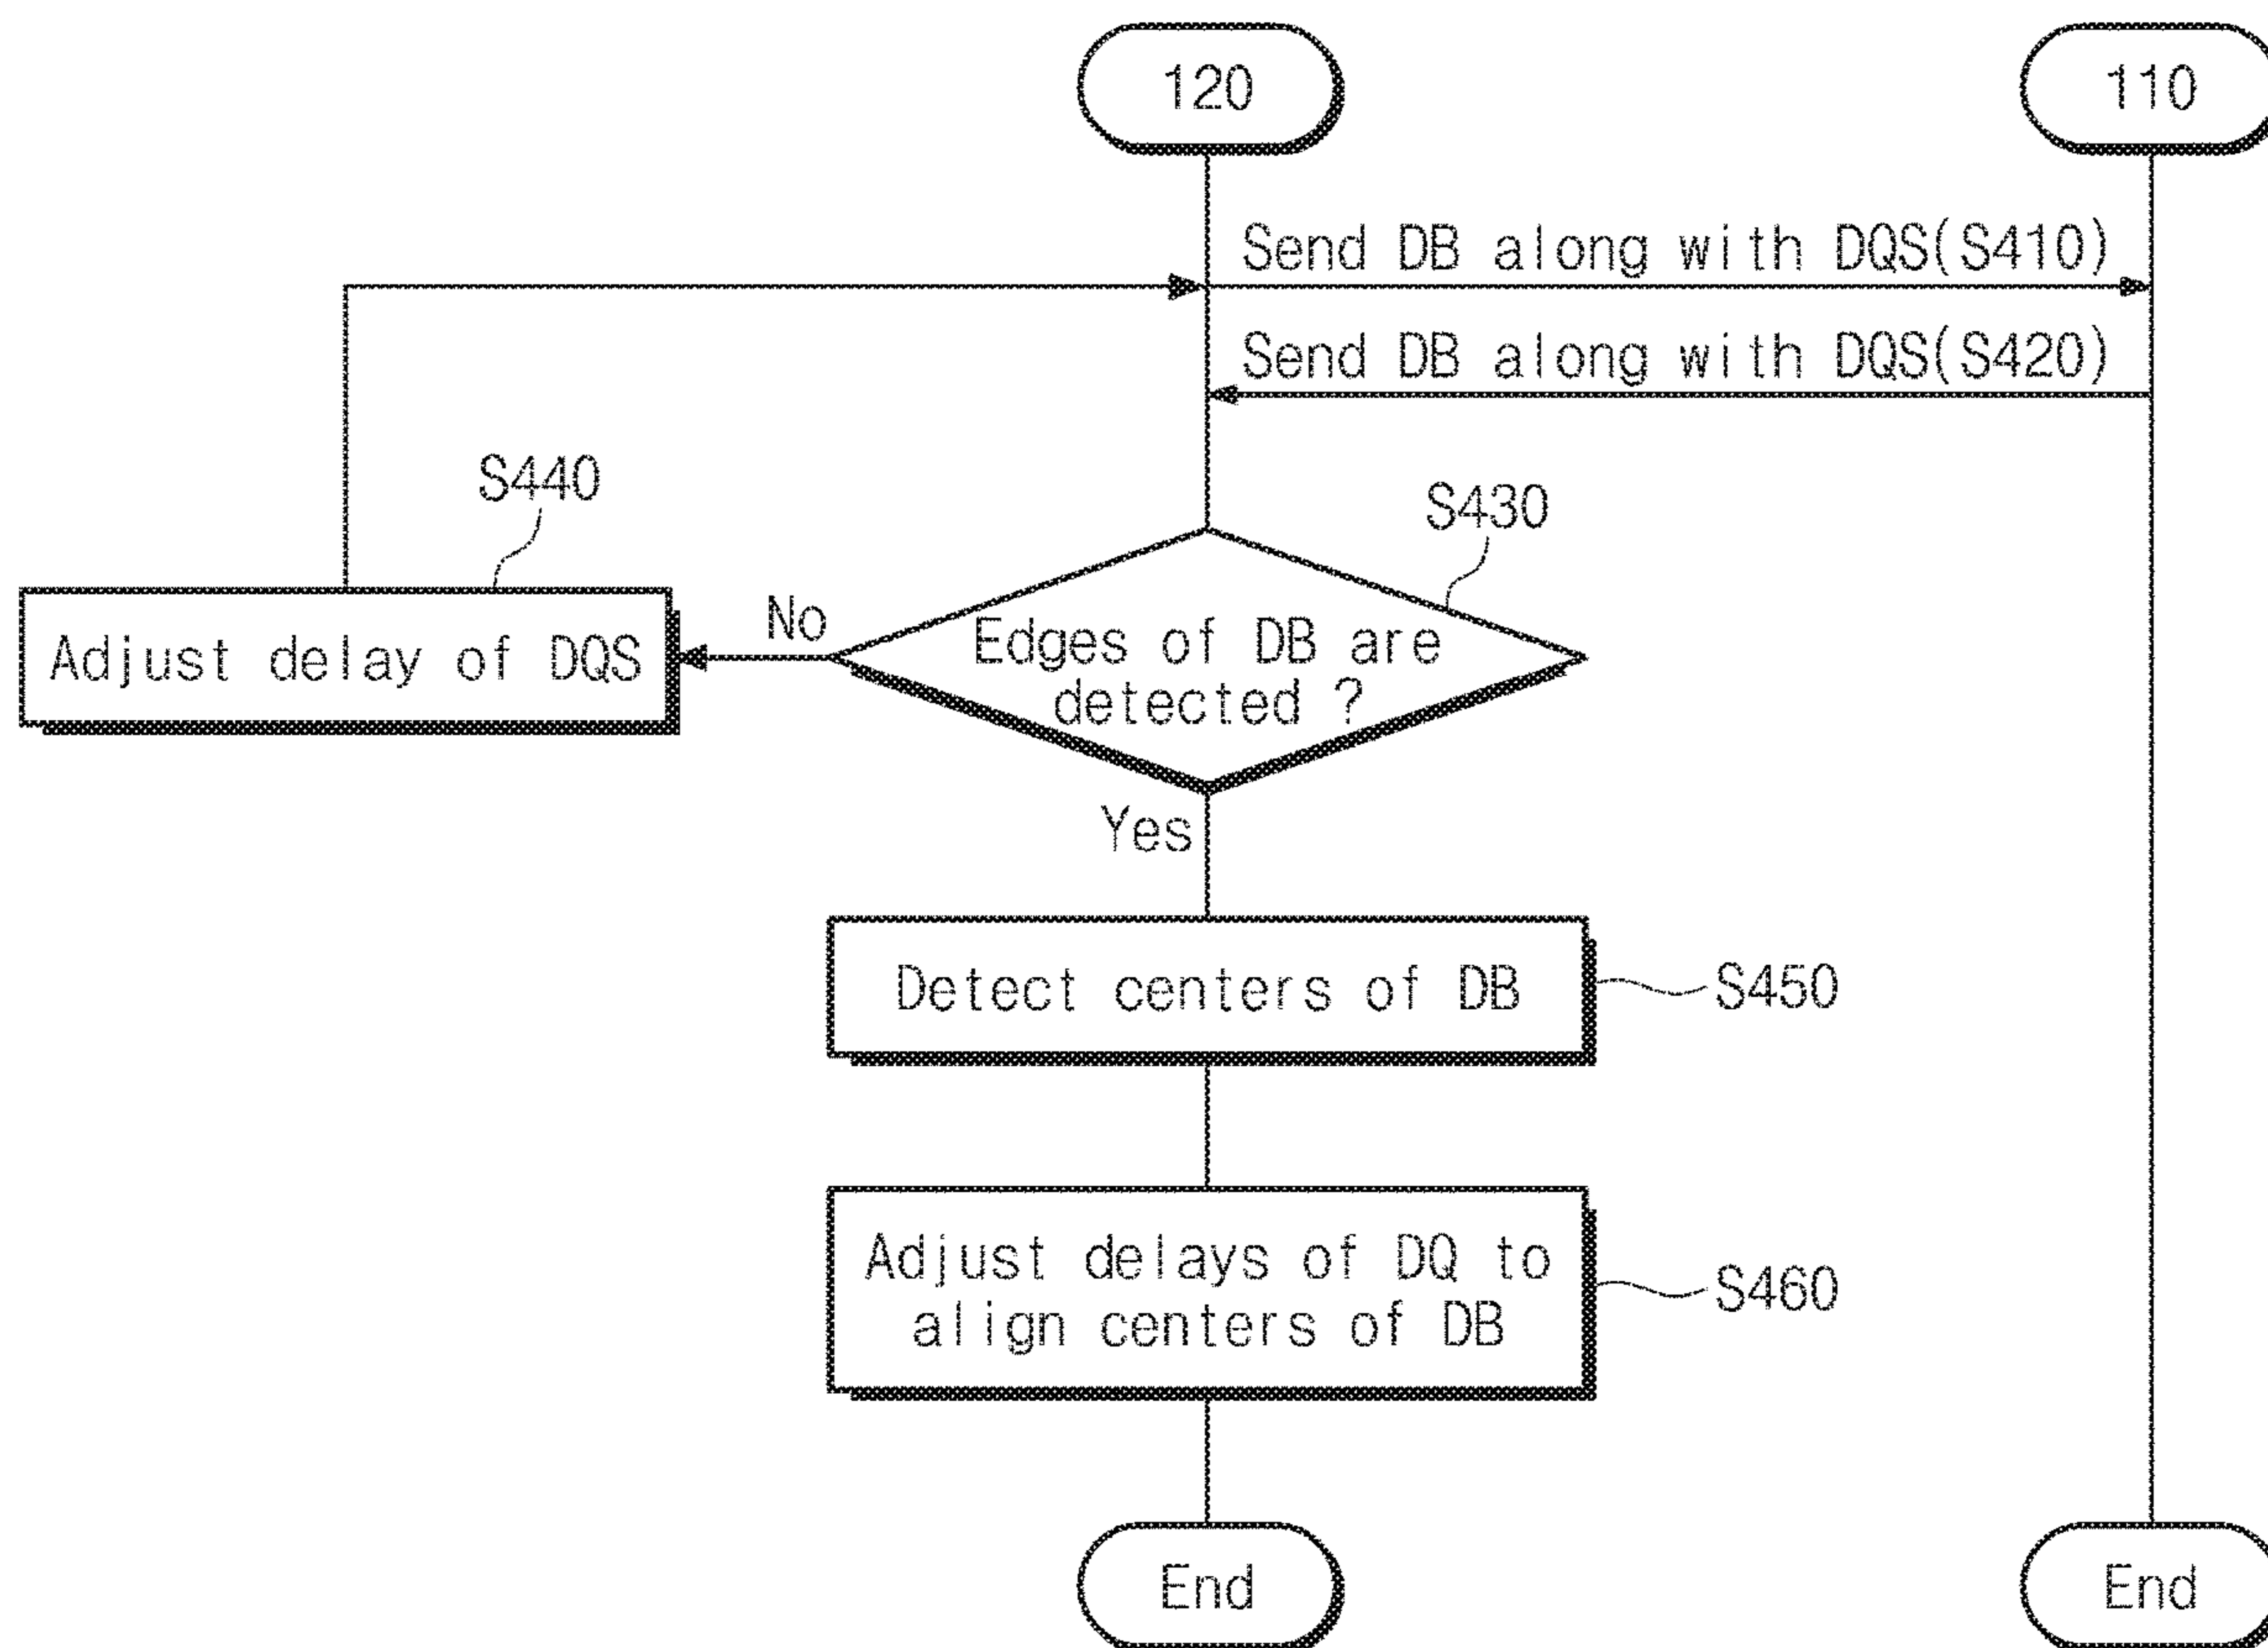 120
110
Send DB along with DQS(S410)
Send DB along with DQS(S420)
S440
S430
Adjust delay of DQS
No
Edges of DB are
detected ?
Yes
Detect centers of DB
S450
Adjust delays of DQ to
align centers of DB
S460
End
End